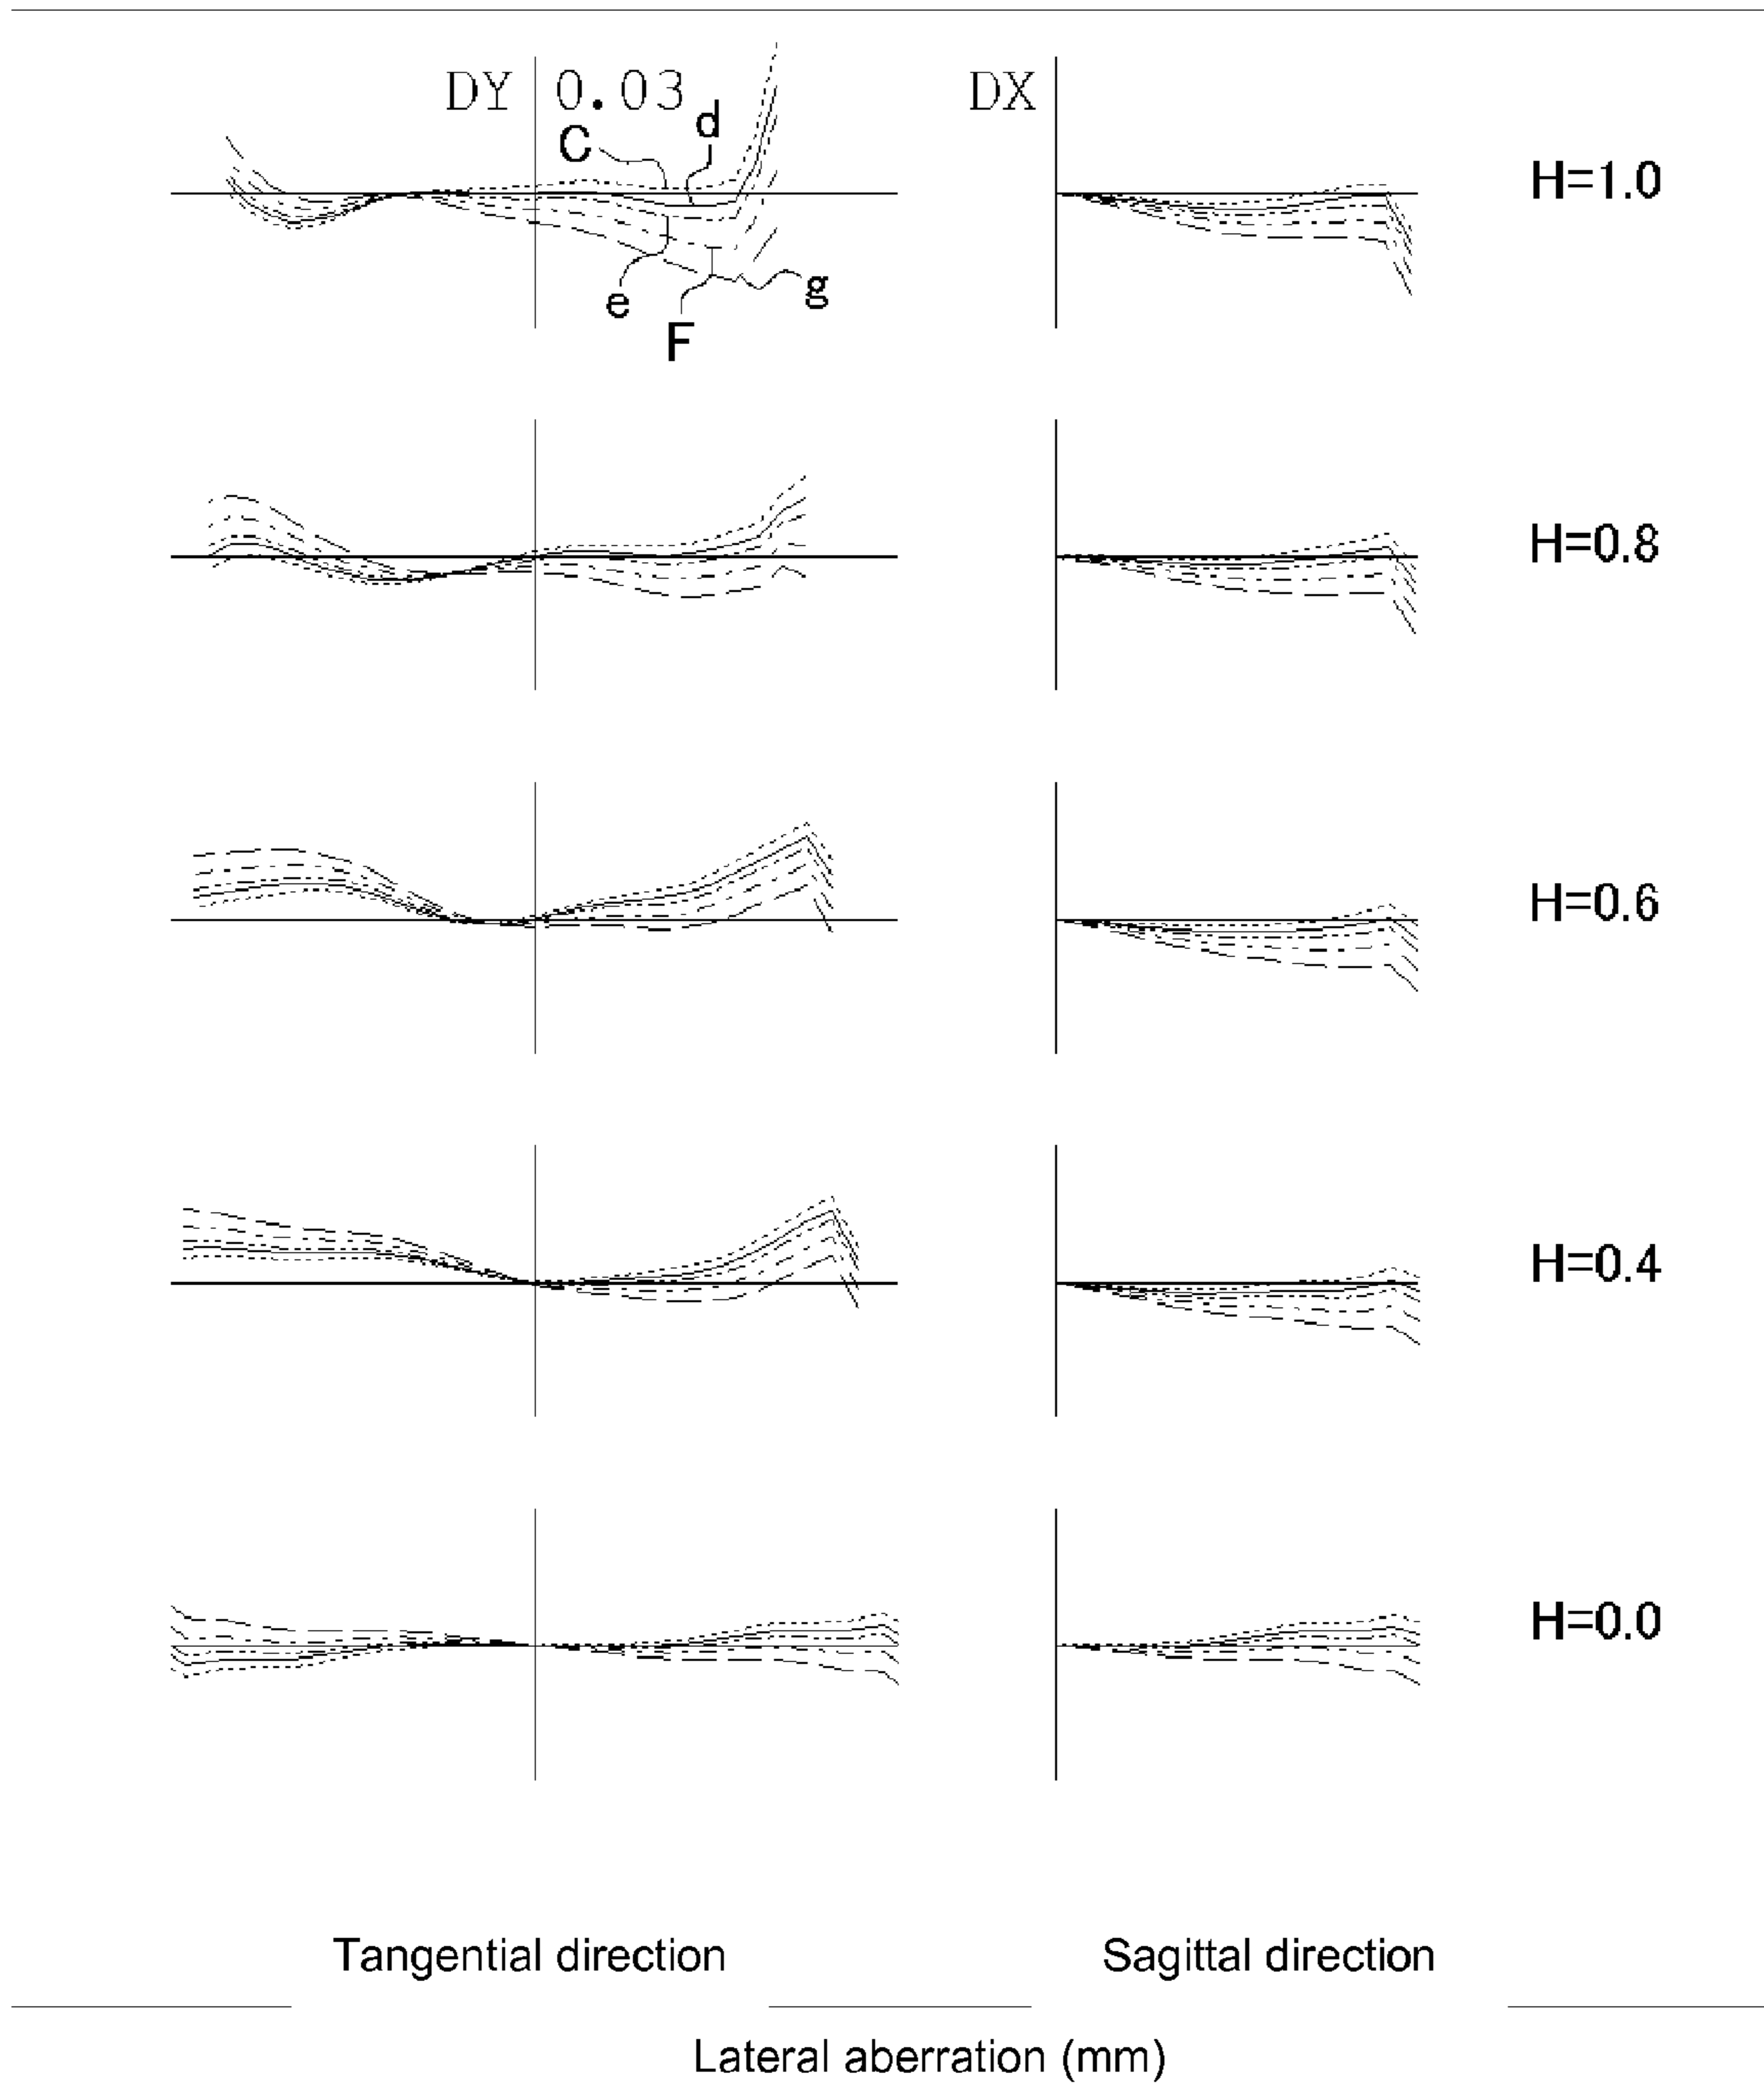 DY 0.03 DX
C d
H=1.0
e F g
H=0.8
H=0.6
H=0.4
H=0.0
Tangential direction Sagittal direction
Lateral aberration (mm)